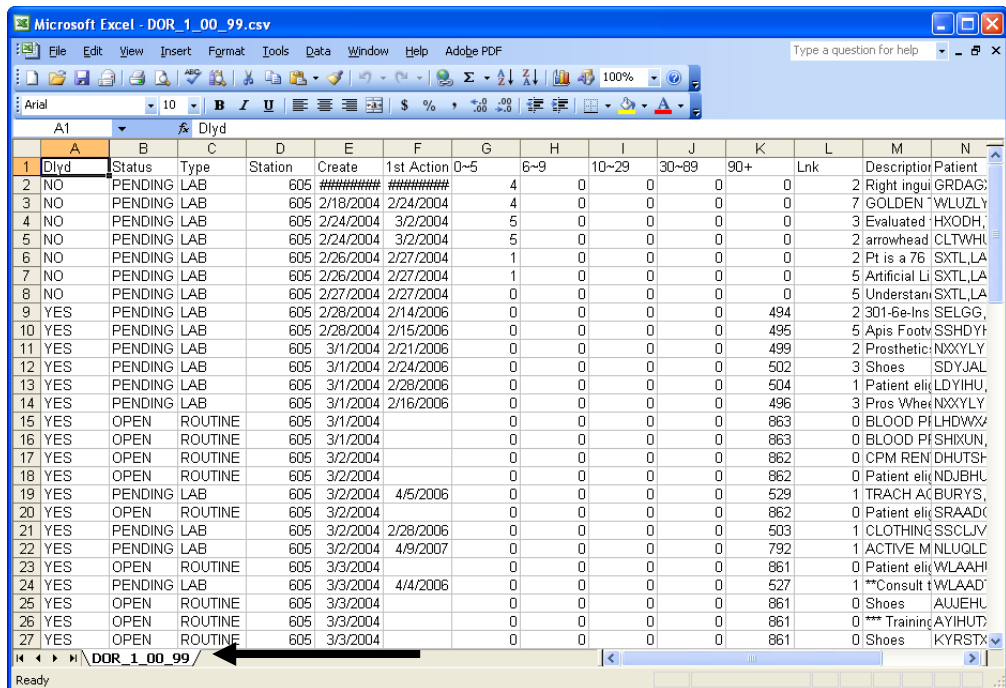 Microsoft Excel - DOR_1_00_99.csv
File Edit View Insert Format Tools Data Window Help Adobe PDF Type a question for help
100%
Arial 10 B I U $ % ,
A1 fx Dlyd
A B C D E F G H I J K L M N
1 Dlyd Status Type Station Create 1st Action 0~5 6~9 10~29 30~89 90+ Lnk Description Patient
2 NO PENDING LAB 605 ######## ######## 4 0 0 0 0 2 Right ingui GRDAG
3 NO PENDING LAB 605 2/18/2004 2/24/2004 4 0 0 0 0 7 GOLDEN WLUZLY
4 NO PENDING LAB 605 2/24/2004 3/2/2004 5 0 0 0 0 3 Evaluated HXODH,
5 NO PENDING LAB 605 2/24/2004 3/2/2004 5 0 0 0 0 2 arrowhead CLTWHU
6 NO PENDING LAB 605 2/26/2004 2/27/2004 1 0 0 0 0 2 Pt is a 76 SXTL,LA
7 NO PENDING LAB 605 2/26/2004 2/27/2004 1 0 0 0 0 5 Artificial Li SXTL,LA
8 NO PENDING LAB 605 2/27/2004 2/27/2004 0 0 0 0 0 5 Understan SXTL,LA
9 YES PENDING LAB 605 2/28/2004 2/14/2006 0 0 0 0 494 2 301-6e-Ins SELGG,
10 YES PENDING LAB 605 2/28/2004 2/15/2006 0 0 0 0 495 5 Apis Footw SSHDYH
11 YES PENDING LAB 605 3/1/2004 2/21/2006 0 0 0 0 499 2 Prosthetic: NXXYLY
12 YES PENDING LAB 605 3/1/2004 2/24/2006 0 0 0 0 502 3 Shoes SDYJAL
13 YES PENDING LAB 605 3/1/2004 2/28/2006 0 0 0 0 504 1 Patient elig LDYIHU,
14 YES PENDING LAB 605 3/1/2004 2/16/2006 0 0 0 0 496 3 Pros Whee NXXYLY
15 YES OPEN ROUTINE 605 3/1/2004 0 0 0 0 863 0 BLOOD PR LHDWXA
16 YES OPEN ROUTINE 605 3/1/2004 0 0 0 0 863 0 BLOOD PR SHIXUN,
17 YES OPEN ROUTINE 605 3/2/2004 0 0 0 0 862 0 CPM REN DHUTSH
18 YES OPEN ROUTINE 605 3/2/2004 0 0 0 0 862 0 Patient elig NDJBHU
19 YES PENDING LAB 605 3/2/2004 4/5/2006 0 0 0 0 529 1 TRACH AC BURYS,
20 YES OPEN ROUTINE 605 3/2/2004 0 0 0 0 862 0 Patient elig SRAADO
21 YES PENDING LAB 605 3/2/2004 2/28/2006 0 0 0 0 503 1 CLOTHING SSCLJV
22 YES PENDING LAB 605 3/2/2004 4/9/2007 0 0 0 0 792 1 ACTIVE M NLUQLD
23 YES OPEN ROUTINE 605 3/3/2004 0 0 0 0 861 0 Patient elig WLAAH
24 YES PENDING LAB 605 3/3/2004 4/4/2006 0 0 0 0 527 1 **Consult t WLAAD
25 YES OPEN ROUTINE 605 3/3/2004 0 0 0 0 861 0 Shoes AUJEHU
26 YES OPEN ROUTINE 605 3/3/2004 0 0 0 0 861 0 *** Training AYIHUTX
27 YES OPEN ROUTINE 605 3/3/2004 0 0 0 0 861 0 Shoes KYRSTX
DOR_1_00_99
Ready